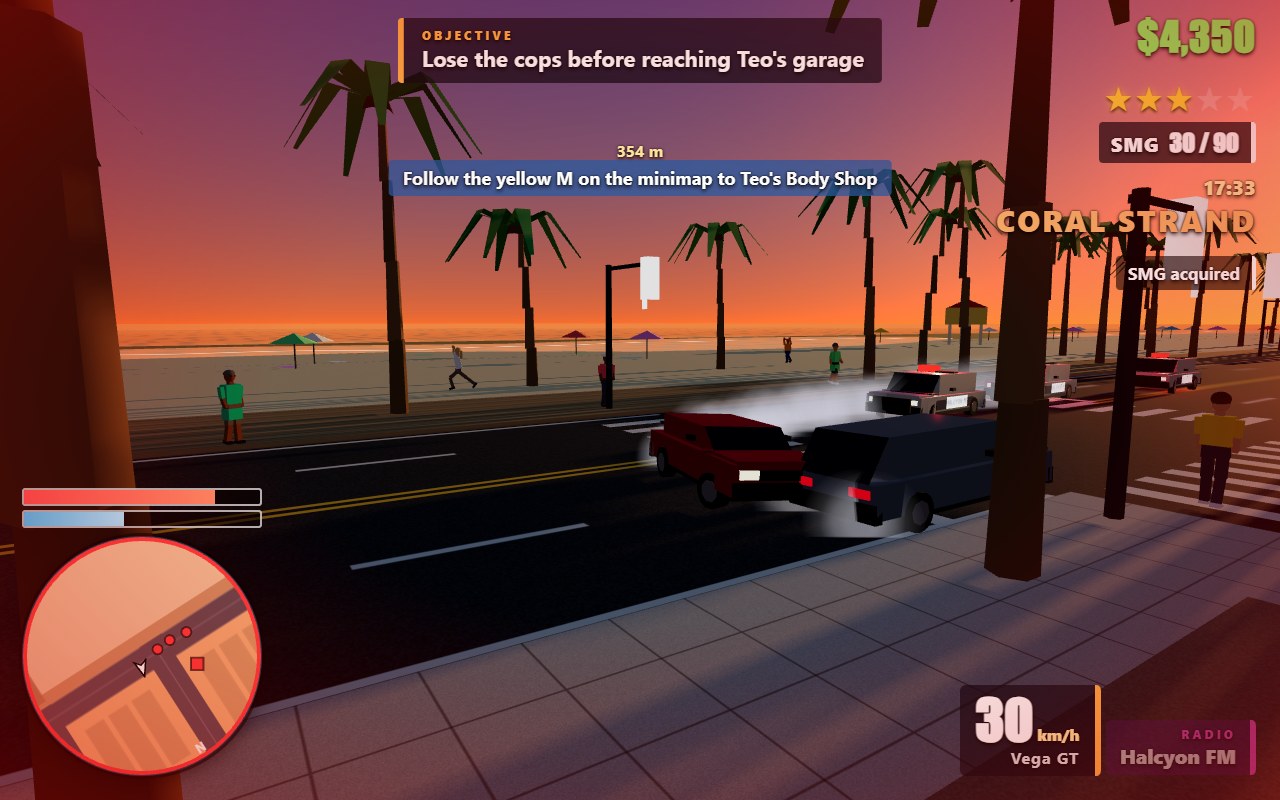 OBJECTIVE
Lose the cops before reaching Teo's garage
$4,350
354 m
Follow the yellow M on the minimap to Teo's Body Shop
SMG 30 / 90
17:33
CORAL STRAND
SMG acquired
N
30 km/h
Vega GT
RADIO
Halcyon FM